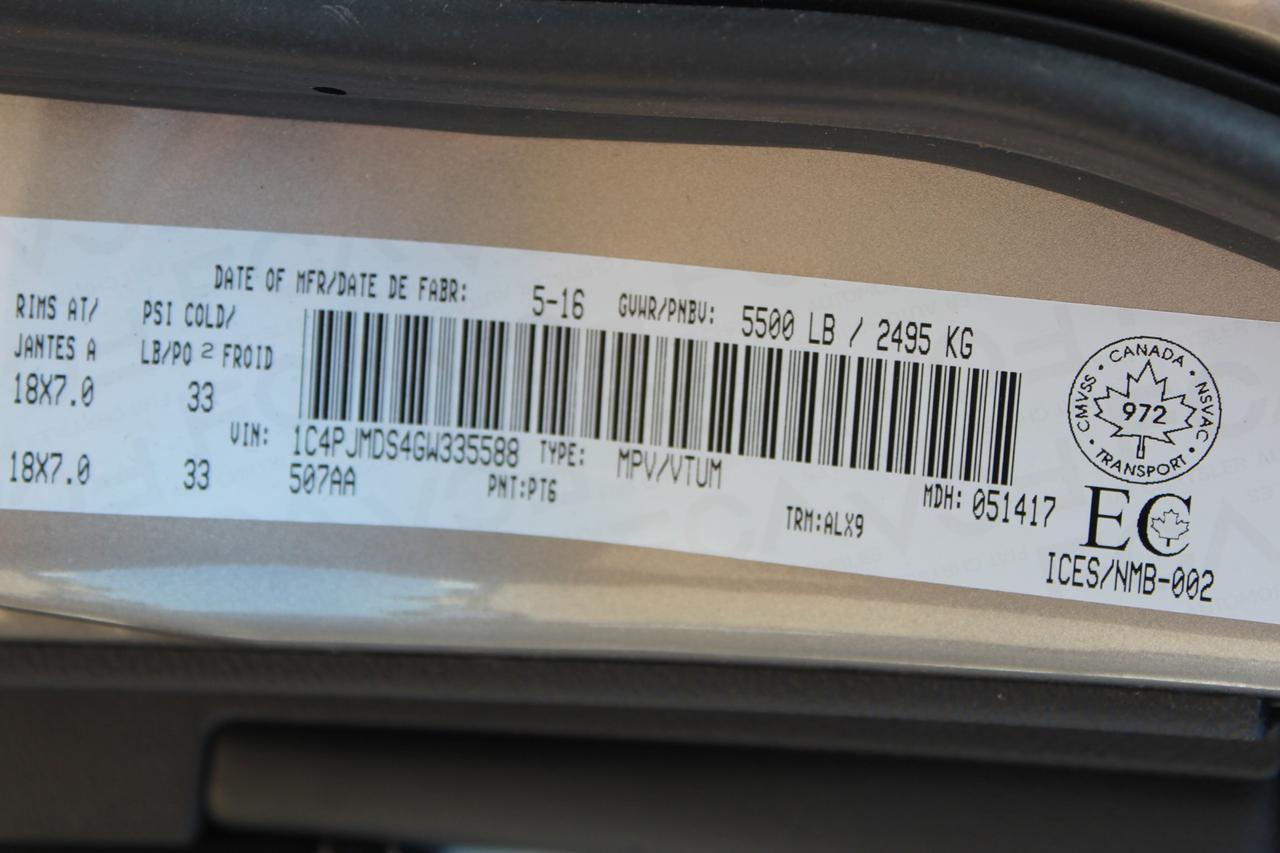 DATE OF MFR/DATE DE FABR: 5-16 GVWR/PNBV: 5500 LB / 2495 KG
RIMS AT/ PSI COLD/
JANTES A LB/PO 2 FROID
18X7.0 33
VIN: 1C4PJMDS4GW335588 TYPE: MPV/VTUM
18X7.0 33 507AA PNT:PT6 TRM:ALX9 MDH: 051417
CANADA
CMVSS 972 NSVAC
TRANSPORT
EC
ICES/NMB-002